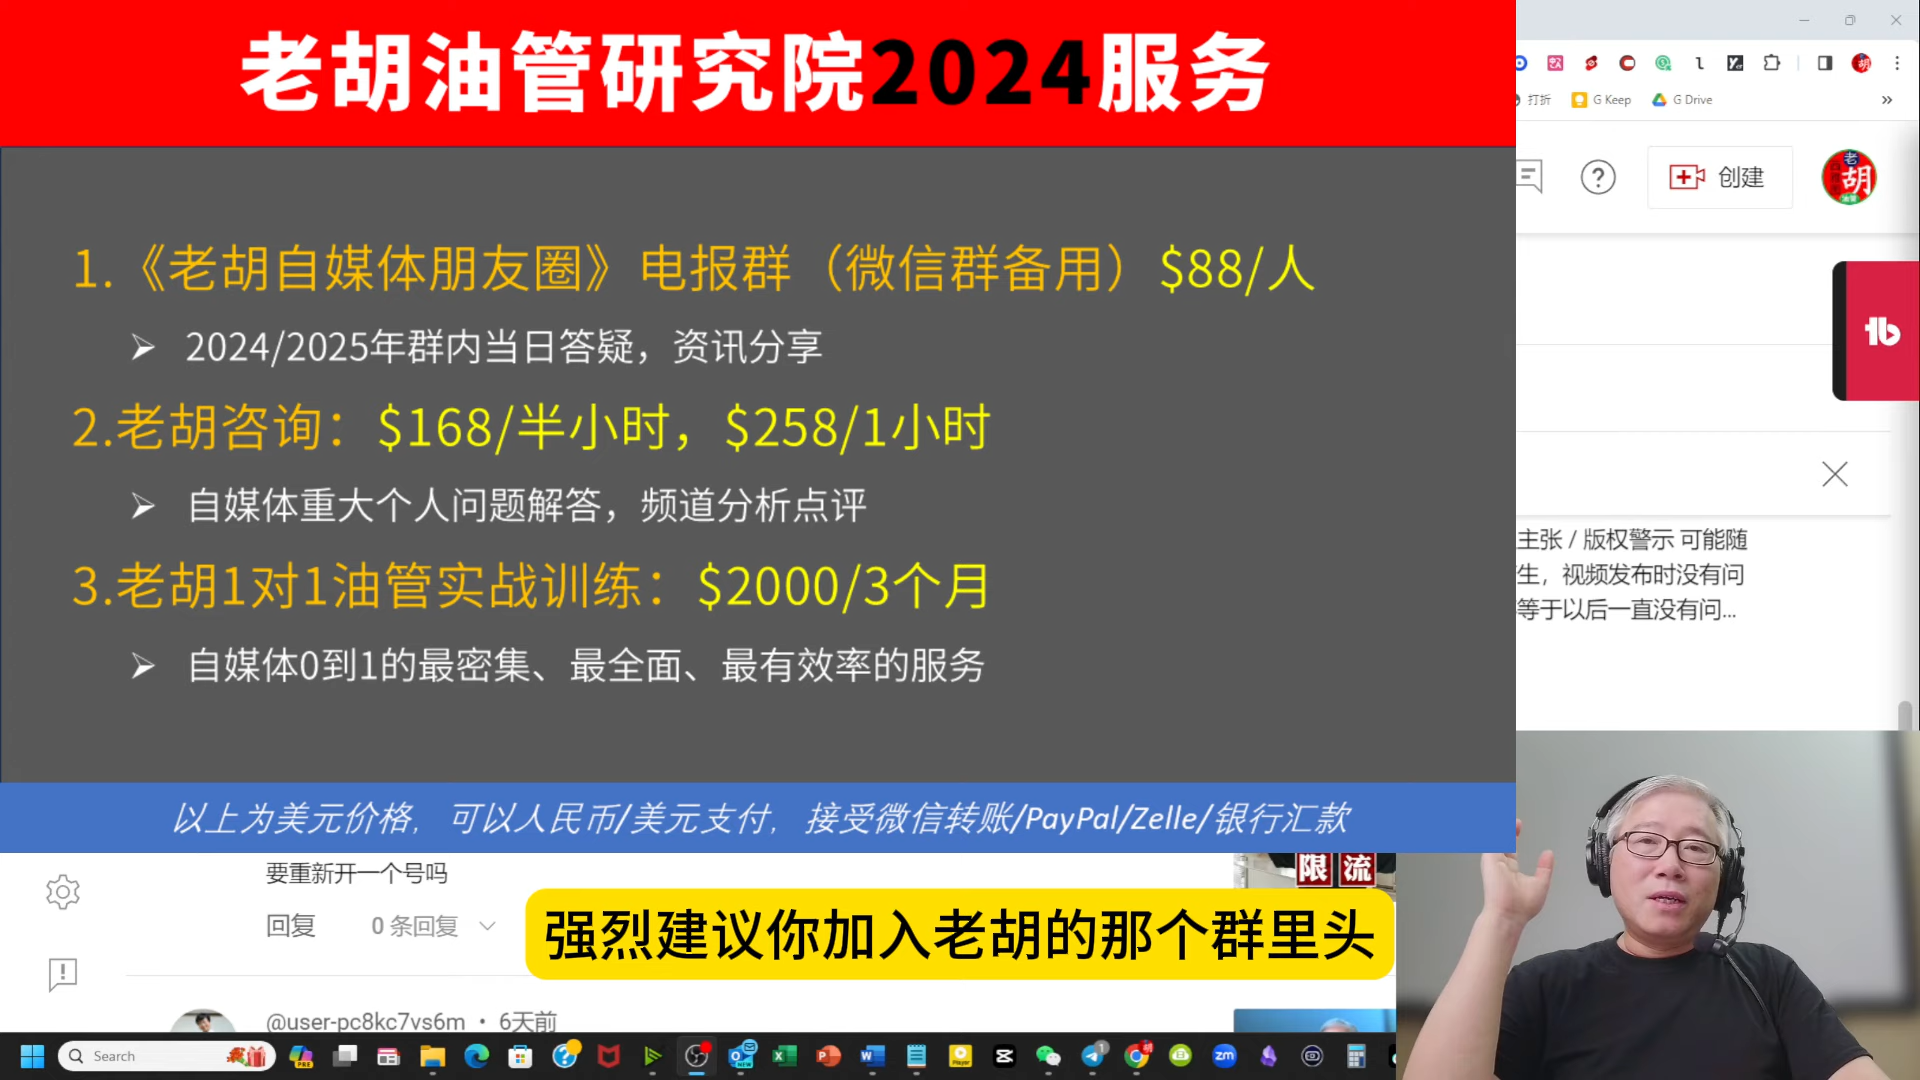 老胡油管研究院2024服务
1.《老胡自媒体朋友圈》电报群（微信群备用）$88/人
➢ 2024/2025年群内当日答疑，资讯分享
2.老胡咨询：$168/半小时，$258/1小时
➢ 自媒体重大个人问题解答，频道分析点评
3.老胡1对1油管实战训练：$2000/3个月
➢ 自媒体0到1的最密集、最全面、最有效率的服务
以上为美元价格，可以人民币/美元支付，接受微信转账/PayPal/Zelle/银行汇款
打折 G Keep G Drive
创建
老
胡
油管
tb
主张 / 版权警示 可能随
生，视频发布时没有问
等于以后一直没有问...
要重新开一个号吗
回复 0 条回复
限 流
强烈建议你加入老胡的那个群里头
@user-pc8kc7vs6m · 6天前
Search